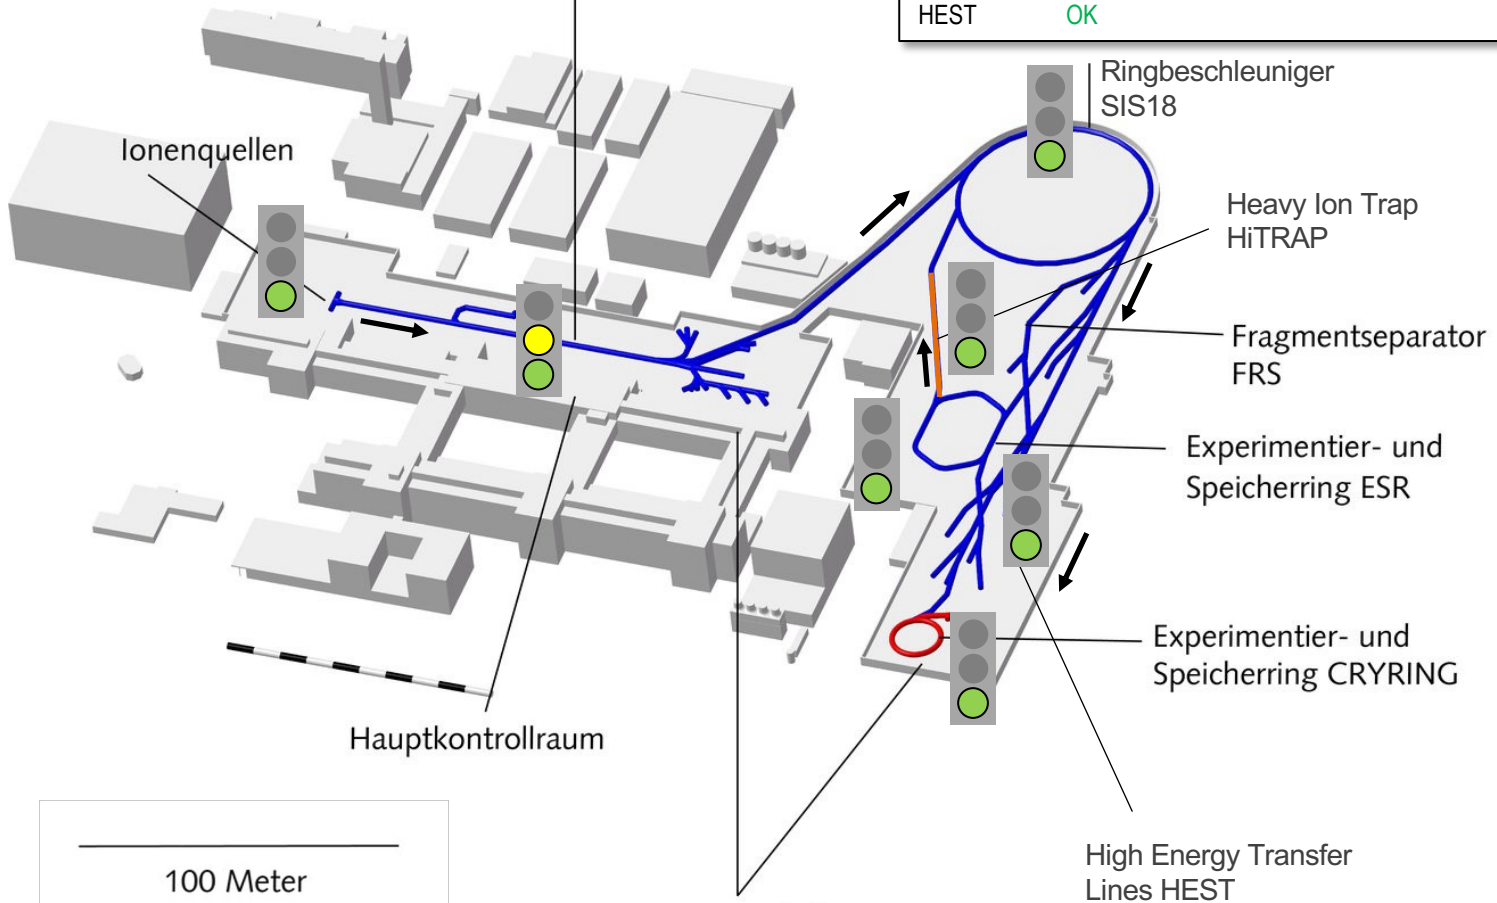 HEST OK
Ringbeschleuniger
SIS18
Ionenquellen
Heavy Ion Trap
HiTRAP
Fragmentseparator
FRS
Experimentier- und
Speicherring ESR
Experimentier- und
Speicherring CRYRING
Hauptkontrollraum
High Energy Transfer
Lines HEST
100 Meter